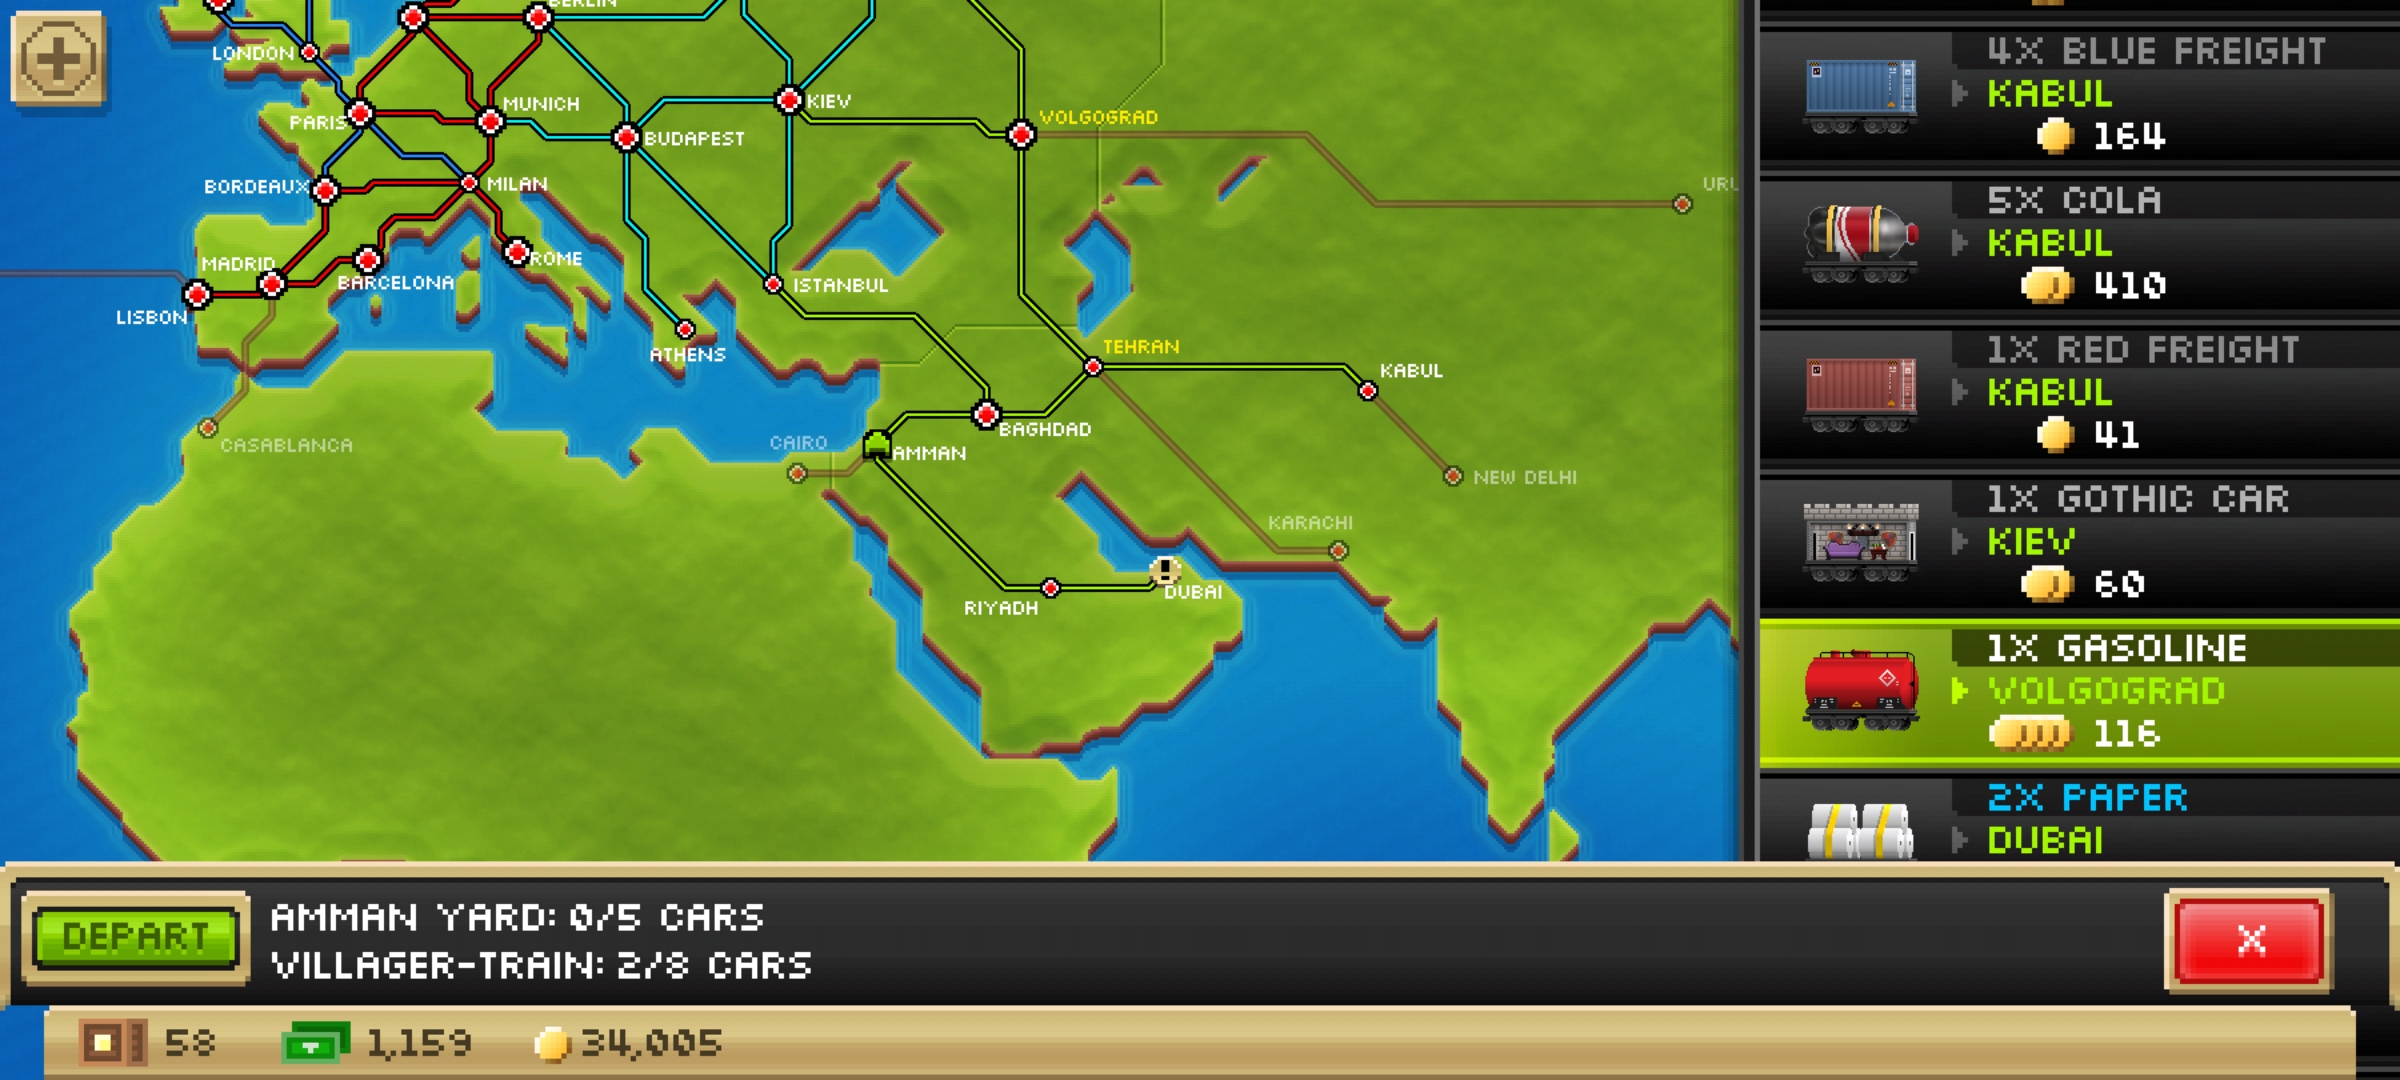 BERLIN
LONDON
PARIS
MUNICH
KIEV
BUDAPEST
VOLGOGRAD
BORDEAUX
MILAN
MADRID
BARCELONA
ROME
LISBON
ISTANBUL
ATHENS
TEHRAN
KABUL
CASABLANCA
CAIRO
BAGHDAD
AMMAN
NEW DELHI
KARACHI
RIYADH
DUBAI
4X BLUE FREIGHT
KABUL
164
5X COLA
KABUL
410
1X RED FREIGHT
KABUL
41
1X GOTHIC CAR
KIEV
60
1X GASOLINE
VOLGOGRAD
116
2X PAPER
DUBAI
DEPART
AMMAN YARD: 0/5 CARS
VILLAGER-TRAIN: 2/8 CARS
X
58
1,159
34,005